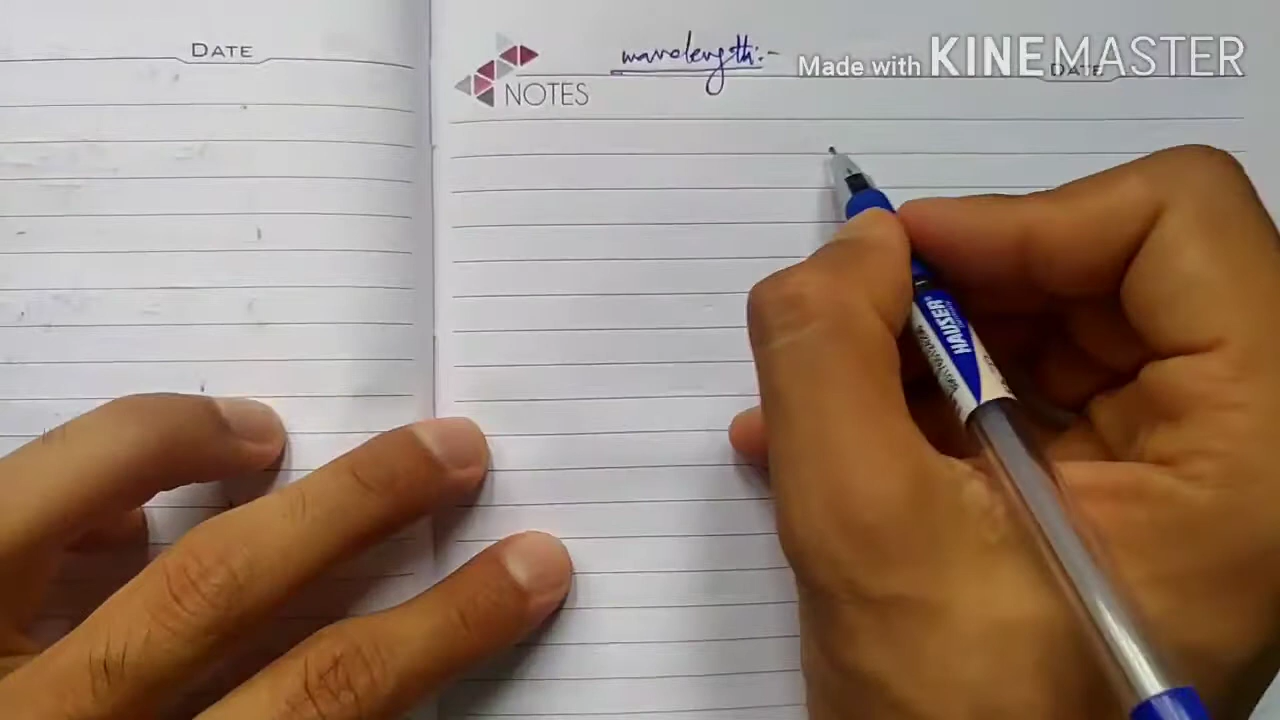 DATE
wavelength:-
Made with KINEMASTER
DATE
NOTES
HAUSER